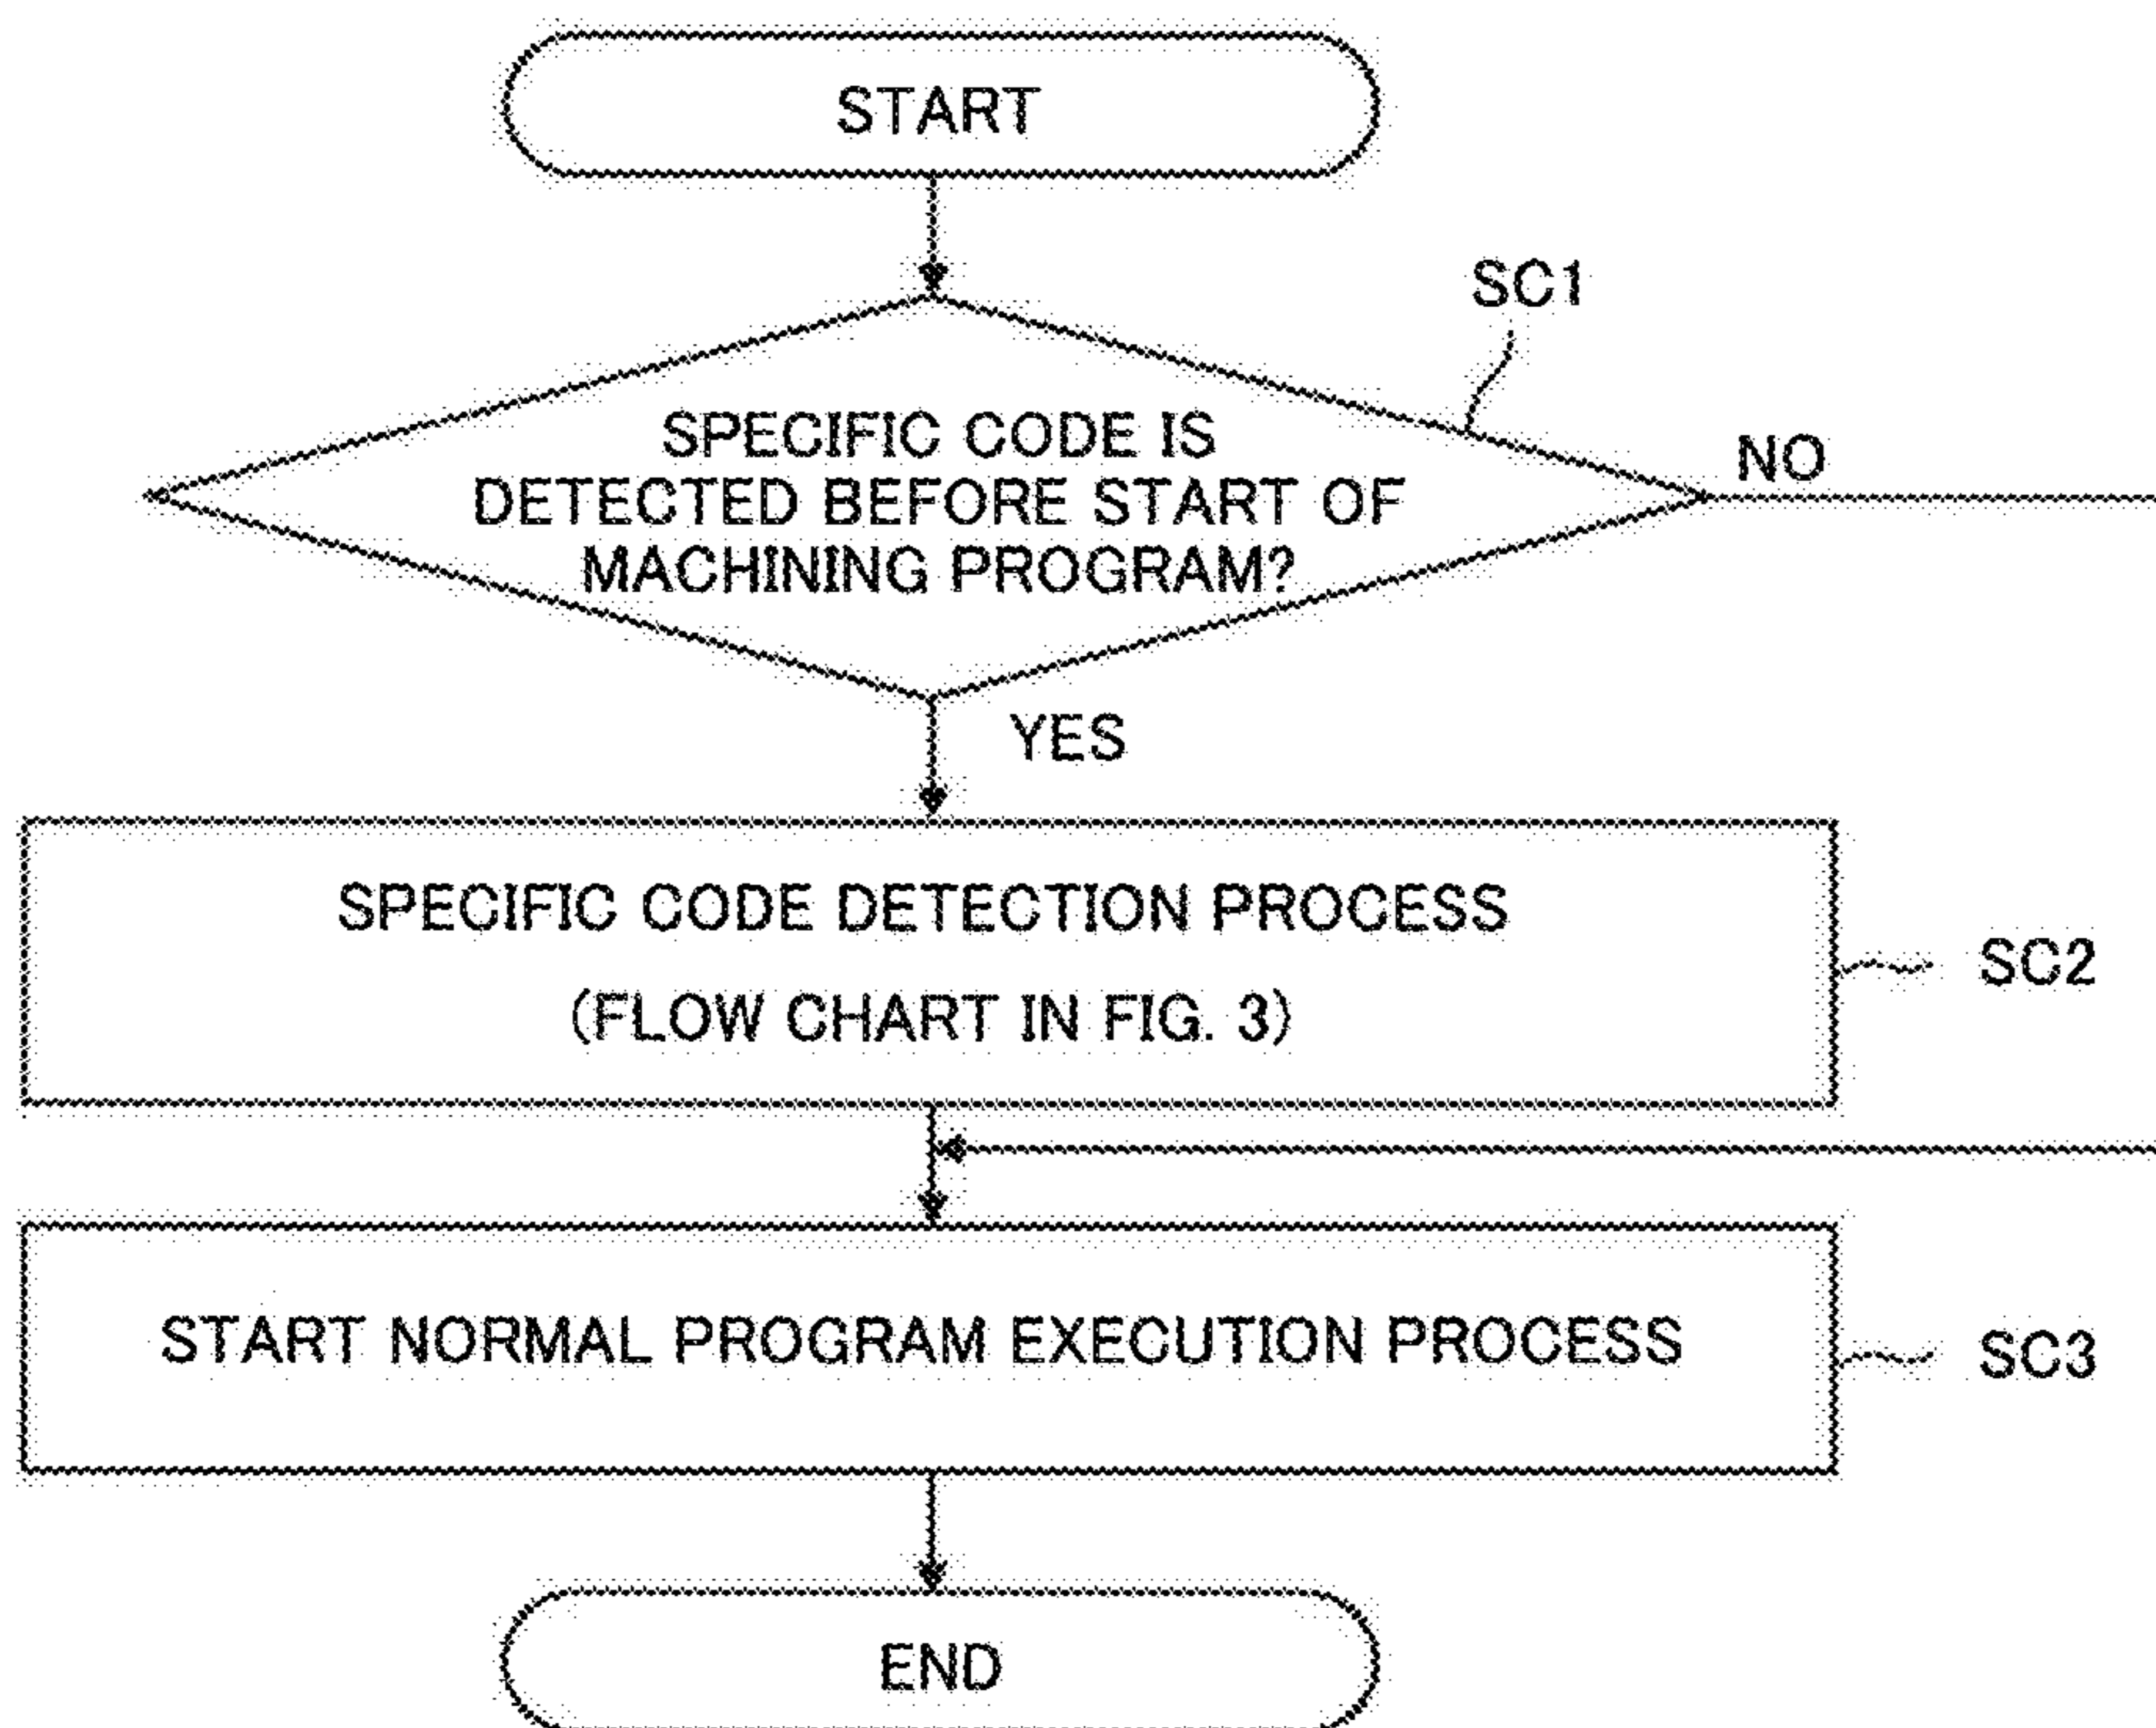 START
SC1
SPECIFIC CODE IS
DETECTED BEFORE START OF
MACHINING PROGRAM?
NO
YES
SPECIFIC CODE DETECTION PROCESS
(FLOW CHART IN FIG. 3)
SC2
START NORMAL PROGRAM EXECUTION PROCESS
SC3
END